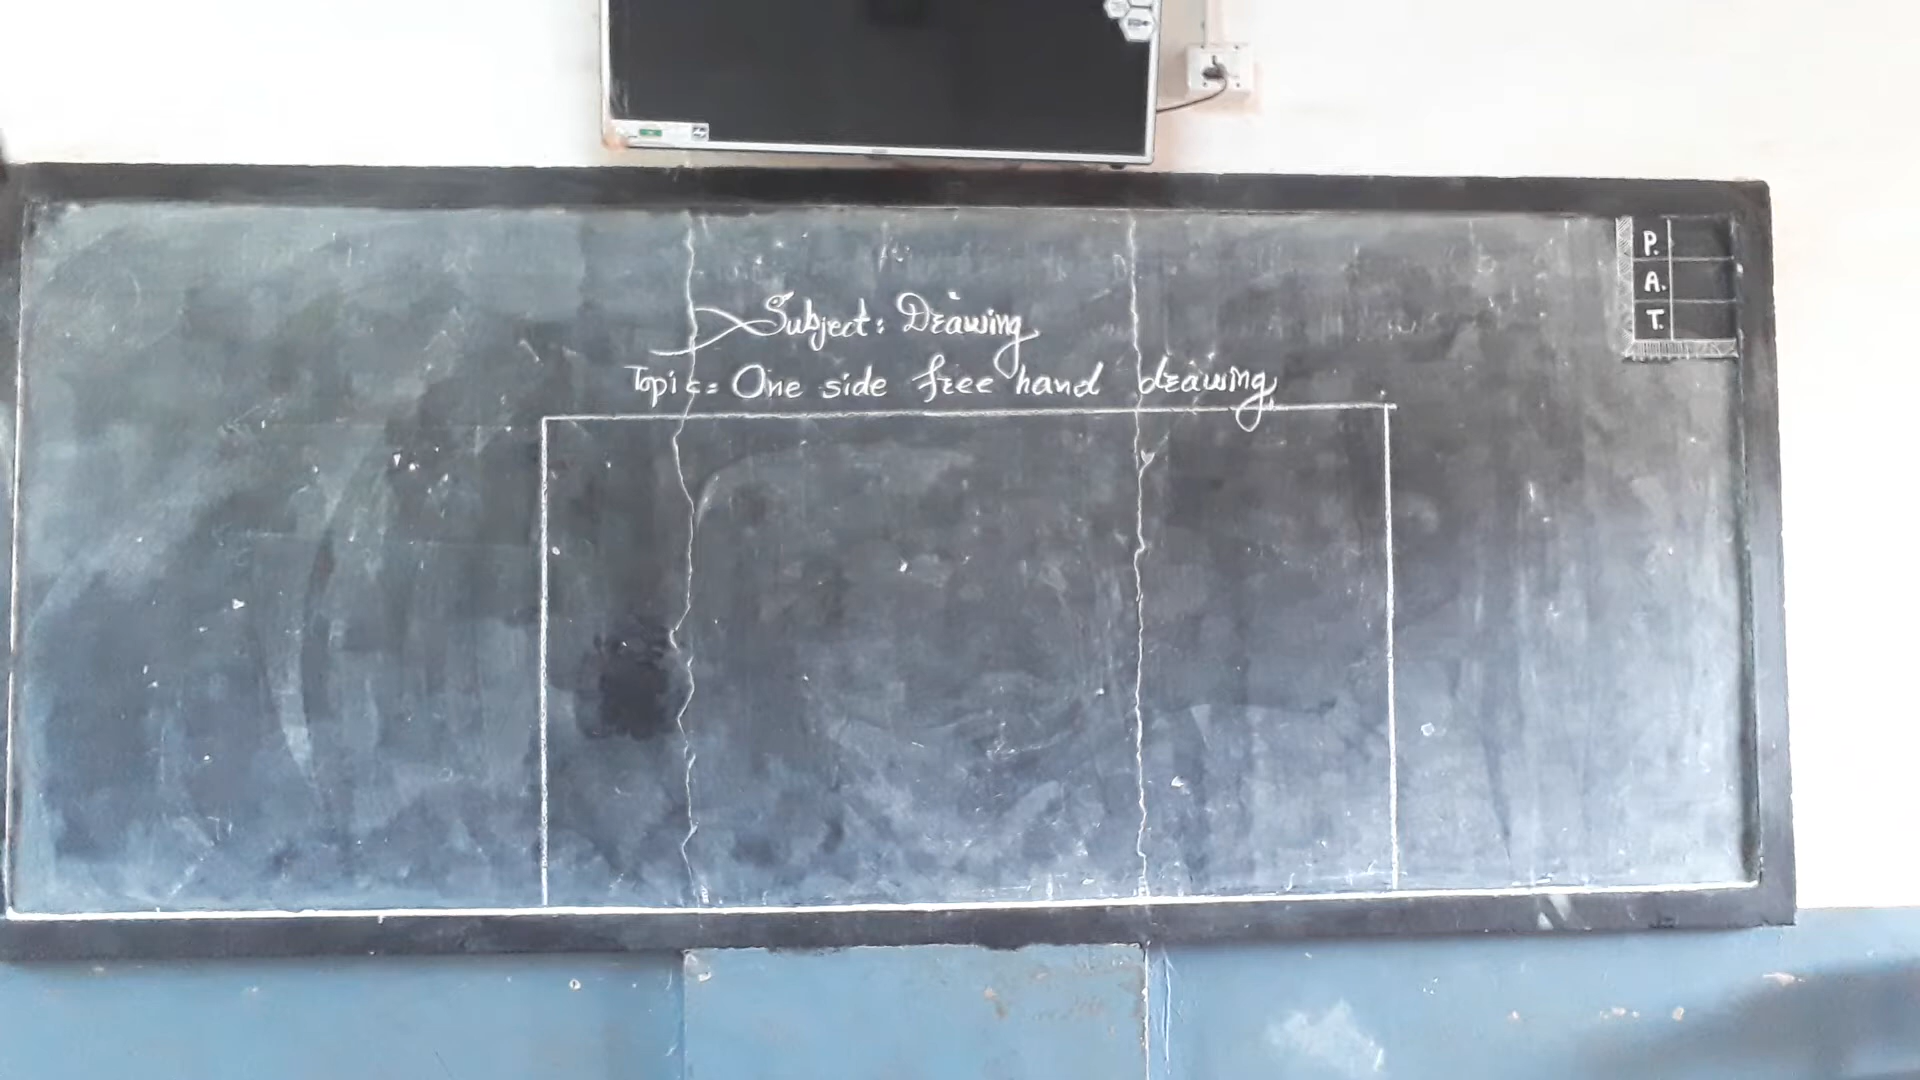 Subject: Drawing
Topic= One side free hand drawing
P.
A.
T.